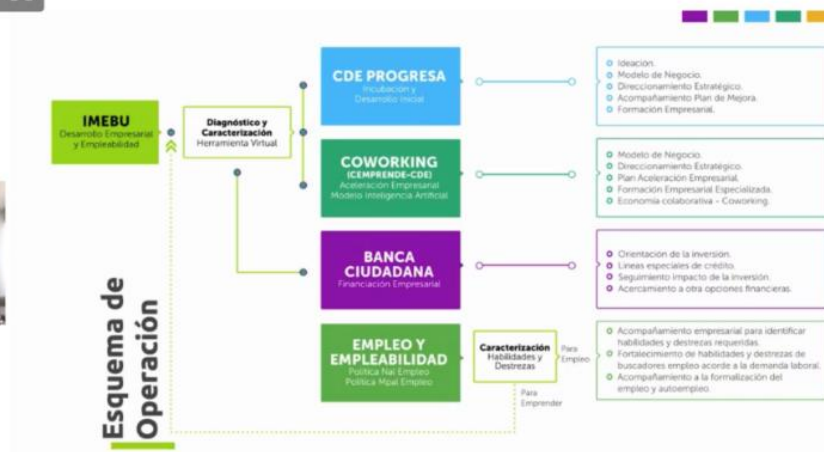 IMEBU
Desarrollo Empresarial
y Empleabilidad
Diagnóstico y
Caracterización
Herramienta Virtual
CDE PROGRESA
Incubación y
Desarrollo Inicial
Ideación.
Modelo de Negocio.
Direccionamiento Estratégico.
Acompañamiento Plan de Mejora.
Formación Empresarial.
COWORKING
(CEMPRENDE-CDE)
Aceleración Empresarial
Modelo Inteligencia Artificial
Modelo de Negocio.
Direccionamiento Estratégico.
Plan Aceleración Empresarial.
Formación Empresarial Especializada.
Economía colaborativa - Coworking.
BANCA
CIUDADANA
Financiación Empresarial
Orientación de la inversión.
Líneas especiales de crédito.
Seguimiento impacto de la inversión.
Acercamiento a otra opciones financieras.
EMPLEO Y
EMPLEABILIDAD
Política Nal Empleo
Política Mpal Empleo
Caracterización
Habilidades y
Destrezas
Para
Empleo
Para
Emprender
Acompañamiento empresarial para identificar
habilidades y destrezas requeridas.
Fortalecimiento de habilidades y destrezas de
buscadores empleo acorde a la demanda laboral.
Acompañamiento a la formalización del
empleo y autoempleo.
Esquema de
Operación